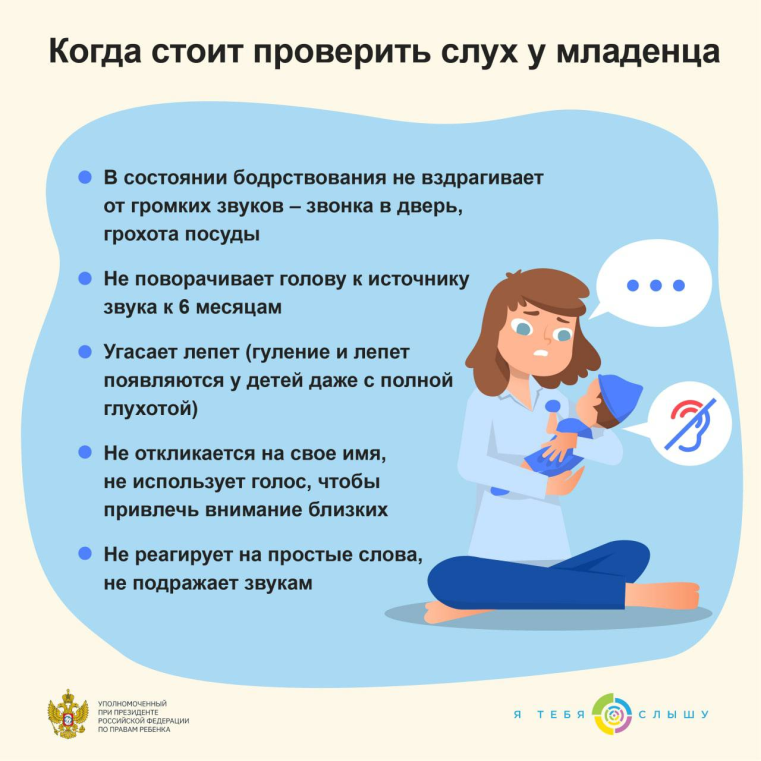 Когда стоит проверить слух у младенца
В состоянии бодрствования не вздрагивает
от громких звуков – звонка в дверь,
грохота посуды
Не поворачивает голову к источнику
звука к 6 месяцам
Угасает лепет (гуление и лепет
появляются у детей даже с полной
глухотой)
Не откликается на свое имя,
не использует голос, чтобы
привлечь внимание близких
Не реагирует на простые слова,
не подражает звукам
УПОЛНОМОЧЕННЫЙ
ПРИ ПРЕЗИДЕНТЕ
РОССИЙСКОЙ ФЕДЕРАЦИИ
ПО ПРАВАМ РЕБЕНКА
Я ТЕБЯ СЛЫШУ